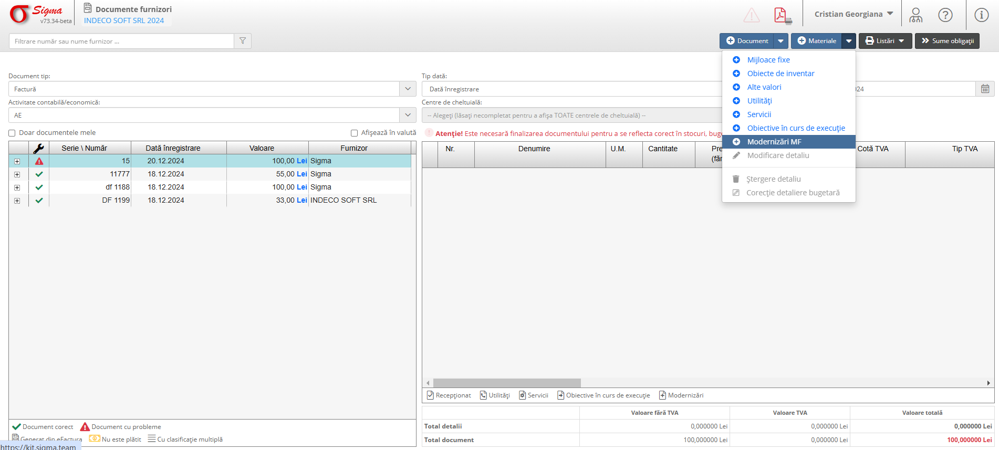 Sigma
v73.34-beta
Documente furnizori
INDECO SOFT SRL 2024
Cristian Georgiana
Filtrare număr sau nume furnizor ...
Document
Materiale
Listări
Sume obligații
Mijloace fixe
Obiecte de inventar
Alte valori
Utilități
Servicii
Obiective în curs de execuție
Modernizări MF
Modificare detaliu
Ștergere detaliu
Corecție detaliere bugetară
Document tip:
Factură
Activitate contabilă/economică:
AE
Tip dată:
Dată înregistrare
24
Centre de cheltuială:
-- Alegeți (lăsați necompletat pentru a afișa TOATE centrele de cheltuială) --
Doar documentele mele
Afișează în valută
Atenție! Este necesară finalizarea documentului pentru a se reflecta corect în stocuri, buge
Serie \ Număr Dată înregistrare Valoare Furnizor
15 20.12.2024 100,00 Lei Sigma
11777 18.12.2024 55,00 Lei Sigma
df 1188 18.12.2024 100,00 Lei Sigma
DF 1199 18.12.2024 33,00 Lei INDECO SOFT SRL
Nr. Denumire U.M. Cantitate Pre Cotă TVA Tip TVA
(făr
Recepționat Utilități Servicii Obiective în curs de execuție Modernizări
Valoare fără TVA Valoare TVA Valoare totală
Total detalii 0,000000 Lei 0,000000 Lei 0,000000 Lei
Total document 100,000000 Lei 0,000000 Lei 100,000000 Lei
Document corect Document cu probleme
Generat din eFactura Nu este plătit Cu clasificație multiplă
https://kit.sigma.team